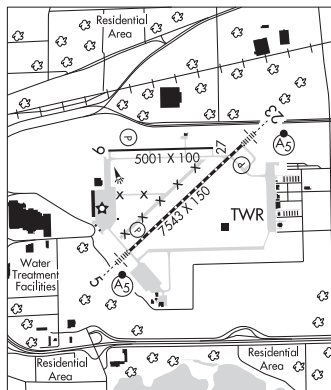 Residential
Area
P
23
A5
9
5001 X 100
27
P
X X X X X X X
7543 X 150
TWR
P
5
Water
Treatment
Facilities
A5
Residential
Area
Residential
Area